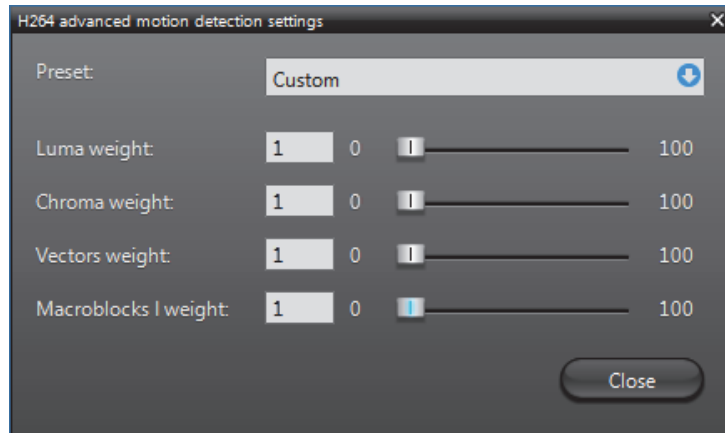 H264 advanced motion detection settings
Preset: Custom
Luma weight: 1 0 100
Chroma weight: 1 0 100
Vectors weight: 1 0 100
Macroblocks I weight: 1 0 100
Close